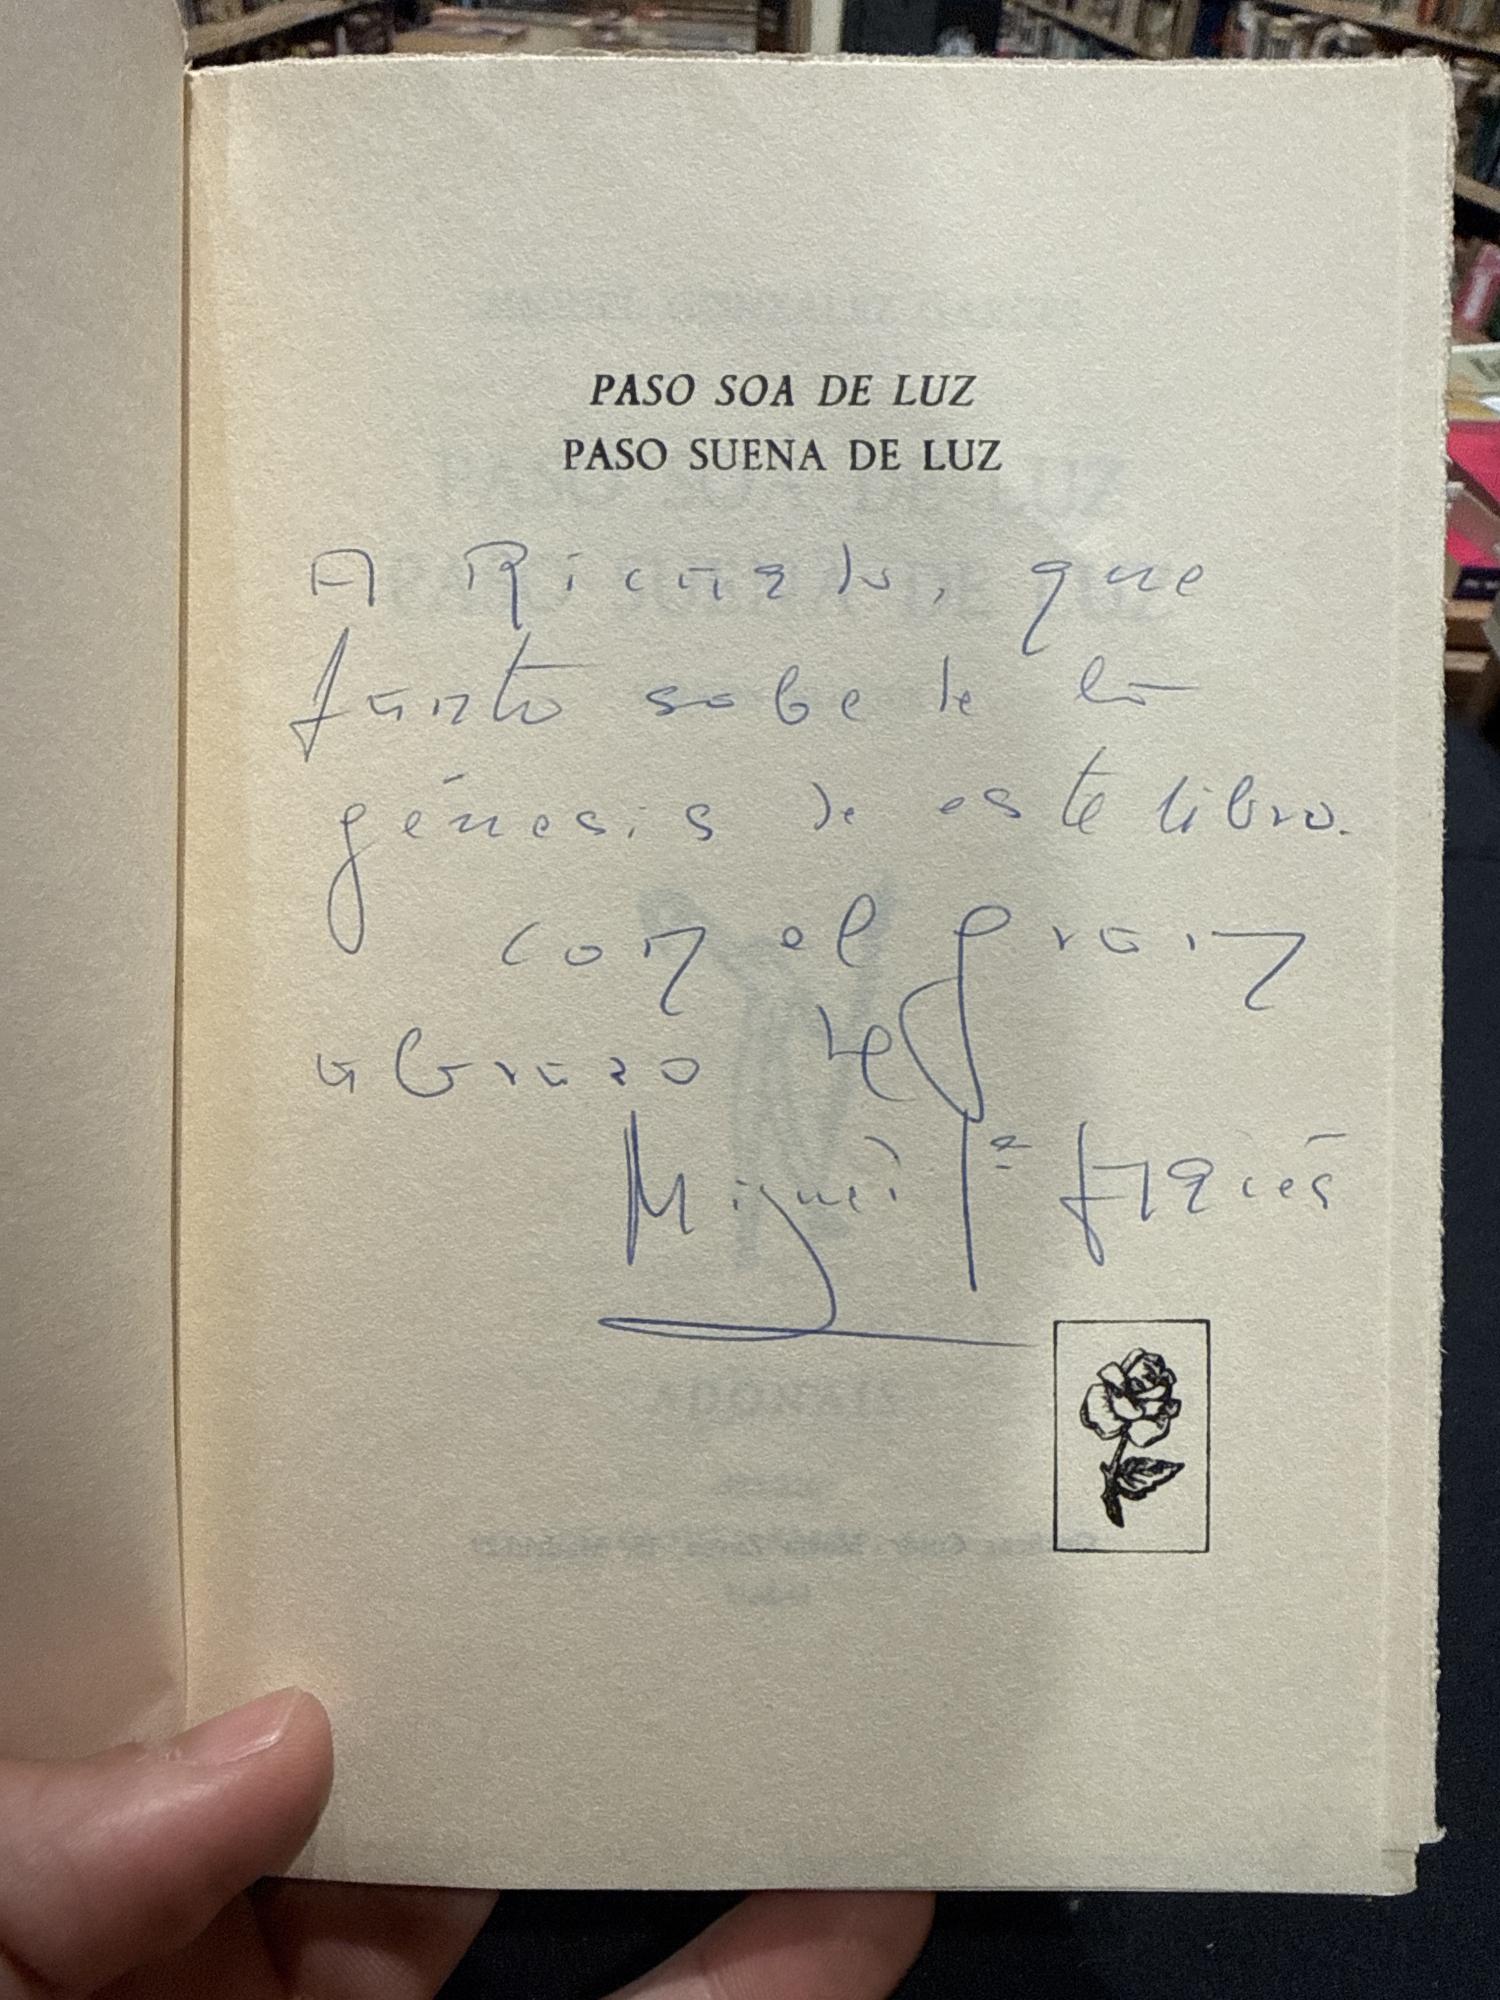 PASO SOA DE LUZ
PASO SUENA DE LUZ
A Ricardo, que
tanto sabe de la
génesis de este libro.
con el gran
abrazo de
Miguel Garcés